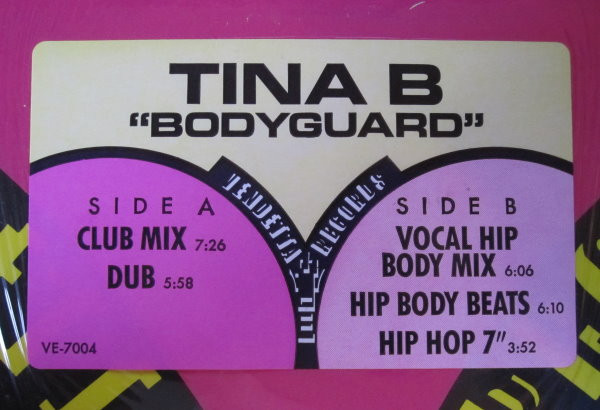 TINA B
"BODYGUARD"
SIDE A
CLUB MIX 7:26
DUB 5:58
VE-7004
VENDETTA
RECORDS
SIDE B
VOCAL HIP
BODY MIX 6:06
HIP BODY BEATS 6:10
HIP HOP 7" 3:52